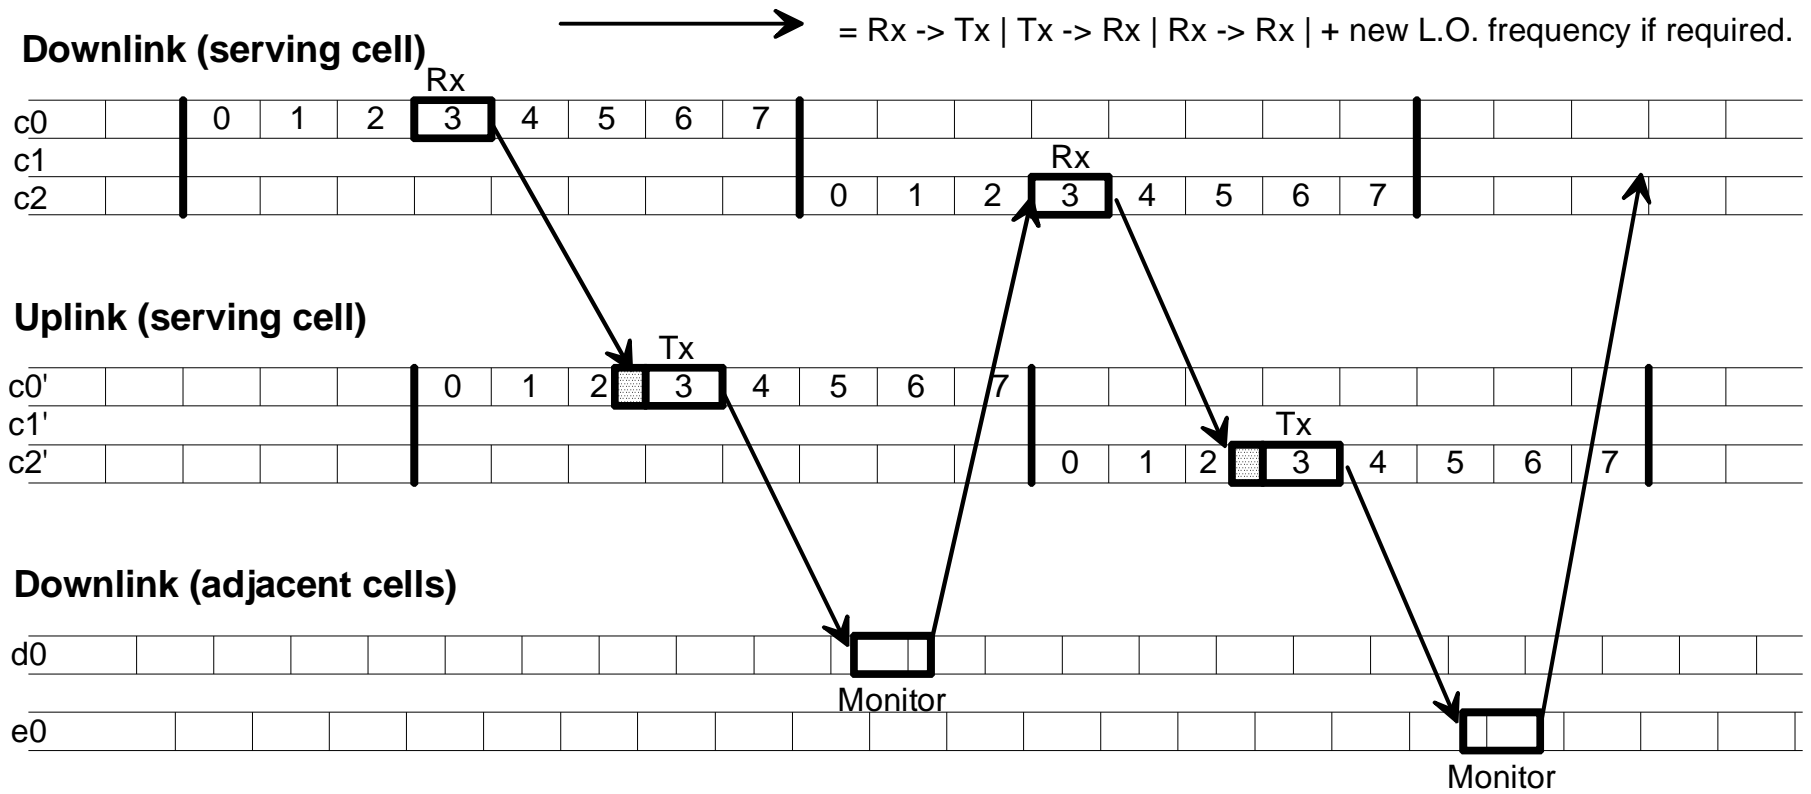 = Rx -> Tx | Tx -> Rx | Rx -> Rx | + new L.O. frequency if required.
Downlink (serving cell)
Rx
c0 0 1 2 3 4 5 6 7
c1 Rx
c2 0 1 2 3 4 5 6 7
Uplink (serving cell)
Tx
c0' 0 1 2 3 4 5 6 7
c1' Tx
c2' 0 1 2 3 4 5 6 7
Downlink (adjacent cells)
d0
Monitor
e0
Monitor